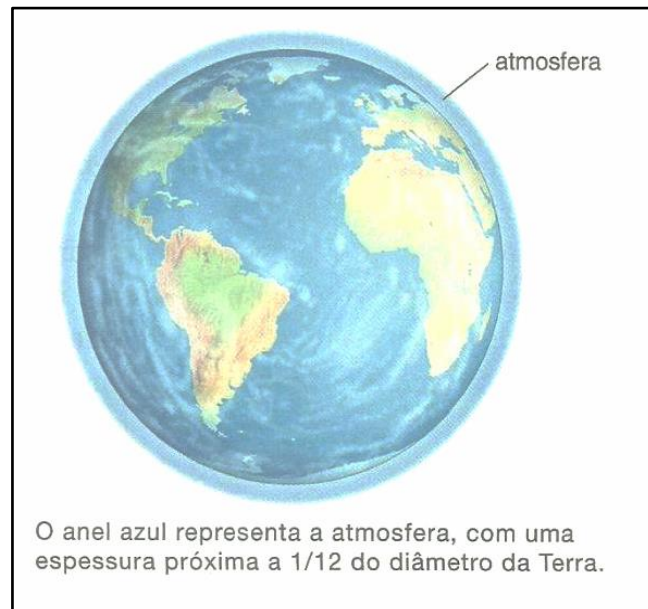 atmosfera
O anel azul representa a atmosfera, com uma
espessura próxima a 1/12 do diâmetro da Terra.